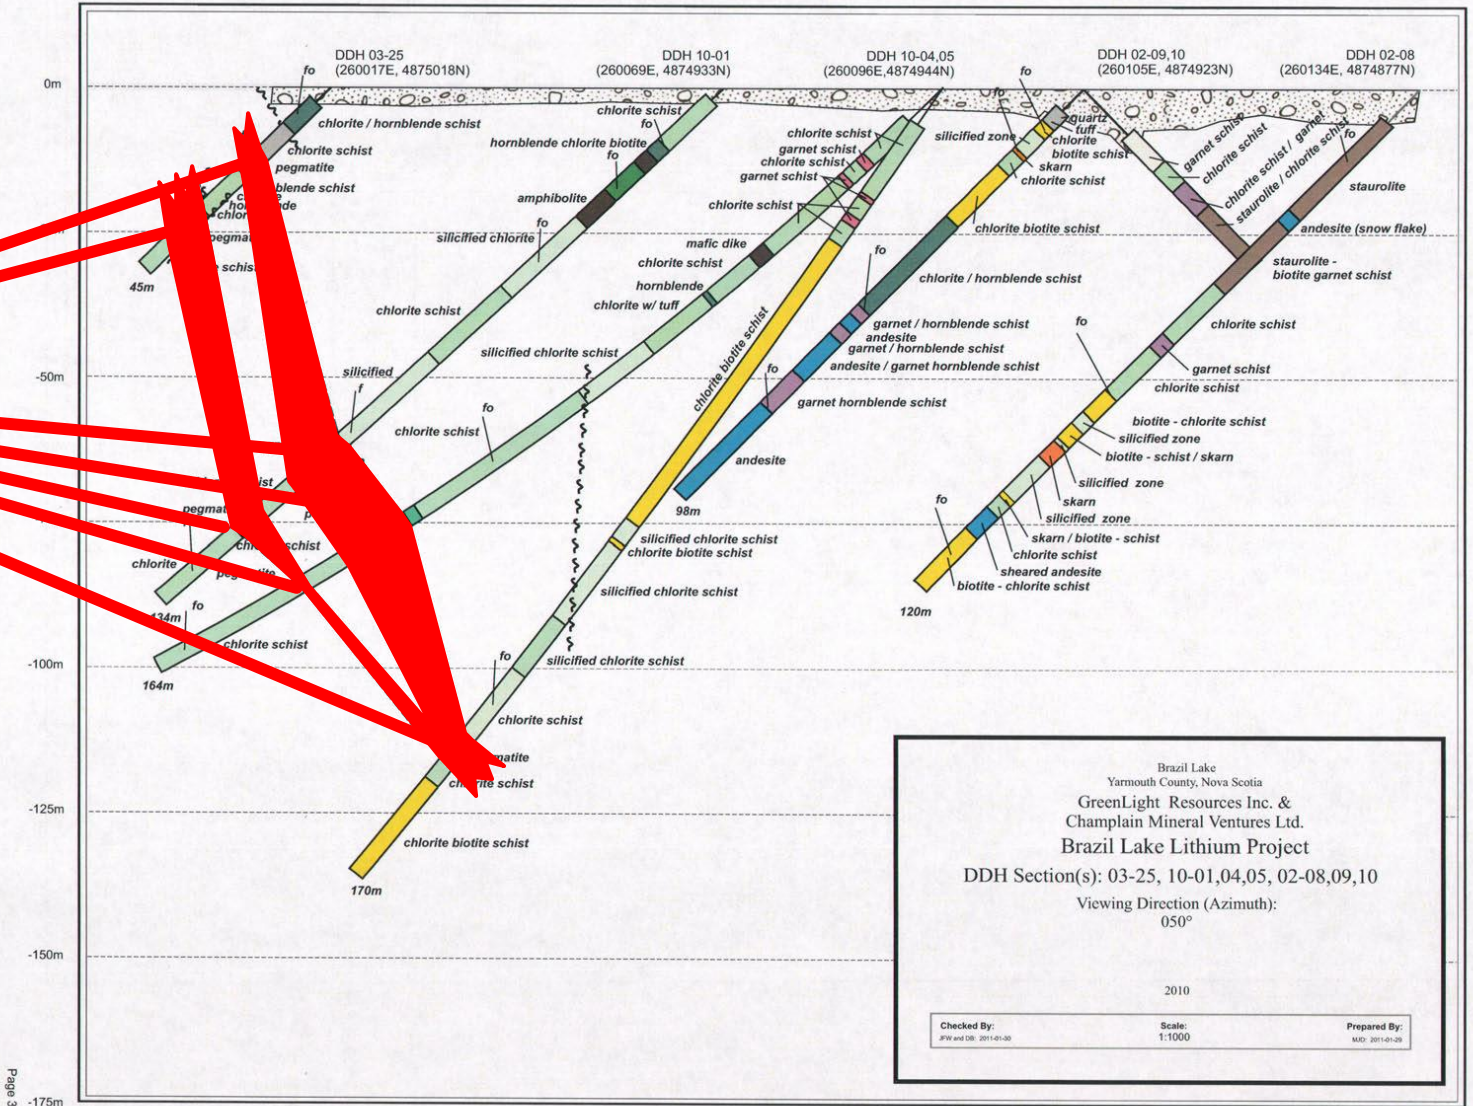 DDH 03-25
(260017E, 4875018N)
DDH 10-01
(260069E, 4874933N)
DDH 10-04,05
(260096E,4874944N)
DDH 02-09,10
(260105E, 4874923N)
DDH 02-08
(260134E, 4874877N)
0m
-50m
-100m
-125m
-150m
-175m
fo
chlorite / hornblende schist
chlorite schist
pegmatite
45m
chlorite schist
fo
hornblende chlorite biotite
fo
amphibolite
fo
silicified chlorite
chlorite schist
silicified
f
chlorite
chlorite schist
garnet schist
chlorite schist
garnet schist
chlorite schist
mafic dike
chlorite schist
hornblende
chlorite w/ tuff
silicified chlorite schist
fo
chlorite schist
fo
chlorite schist
164m
chlorite biotite schist
silicified chlorite schist
chlorite biotite schist
silicified chlorite schist
silicified chlorite schist
fo
chlorite schist
chlorite biotite schist
170m
fo
silicified zone
quartz
tuff
chlorite
biotite schist
skarn
chlorite schist
chlorite biotite schist
fo
chlorite / hornblende schist
garnet / hornblende schist
andesite
garnet / hornblende schist
andesite / garnet hornblende schist
fo
garnet hornblende schist
andesite
98m
garnet schist
chlorite schist
chlorite schist / garnet
staurolite / chlorite schist
fo
staurolite
andesite (snow flake)
staurolite -
biotite garnet schist
chlorite schist
fo
garnet schist
chlorite schist
biotite - chlorite schist
silicified zone
biotite - schist / skarn
silicified zone
skarn
silicified zone
skarn / biotite - schist
chlorite schist
sheared andesite
fo
biotite - chlorite schist
120m
Brazil Lake
Yarmouth County, Nova Scotia
GreenLight Resources Inc. &
Champlain Mineral Ventures Ltd.
Brazil Lake Lithium Project
DDH Section(s): 03-25, 10-01,04,05, 02-08,09,10
Viewing Direction (Azimuth):
050°
2010
Checked By:
JFW and DB: 2011-01-30
Scale:
1:1000
Prepared By:
MJD: 2011-01-29
Page 3